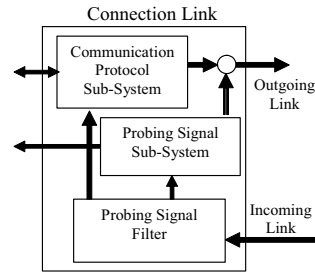 Connection Link
Communication
Protocol
Sub-System
Outgoing
Link
Probing Signal
Sub-System
Probing Signal
Filter
Incoming
Link